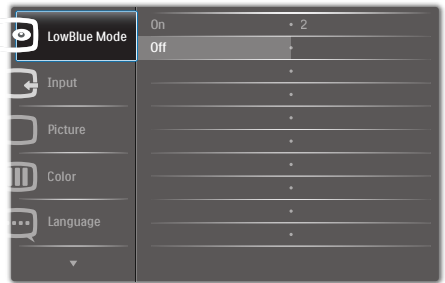 LowBlue Mode
On • 2
Off •
Input
Picture
Color
Language